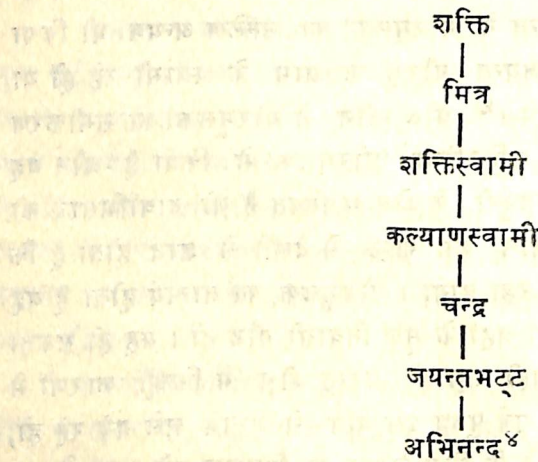 शक्ति
मित्र
शक्तिस्वामी
कल्याणस्वामी
चन्द्र
जयन्तभट्ट
अभिनन्द४